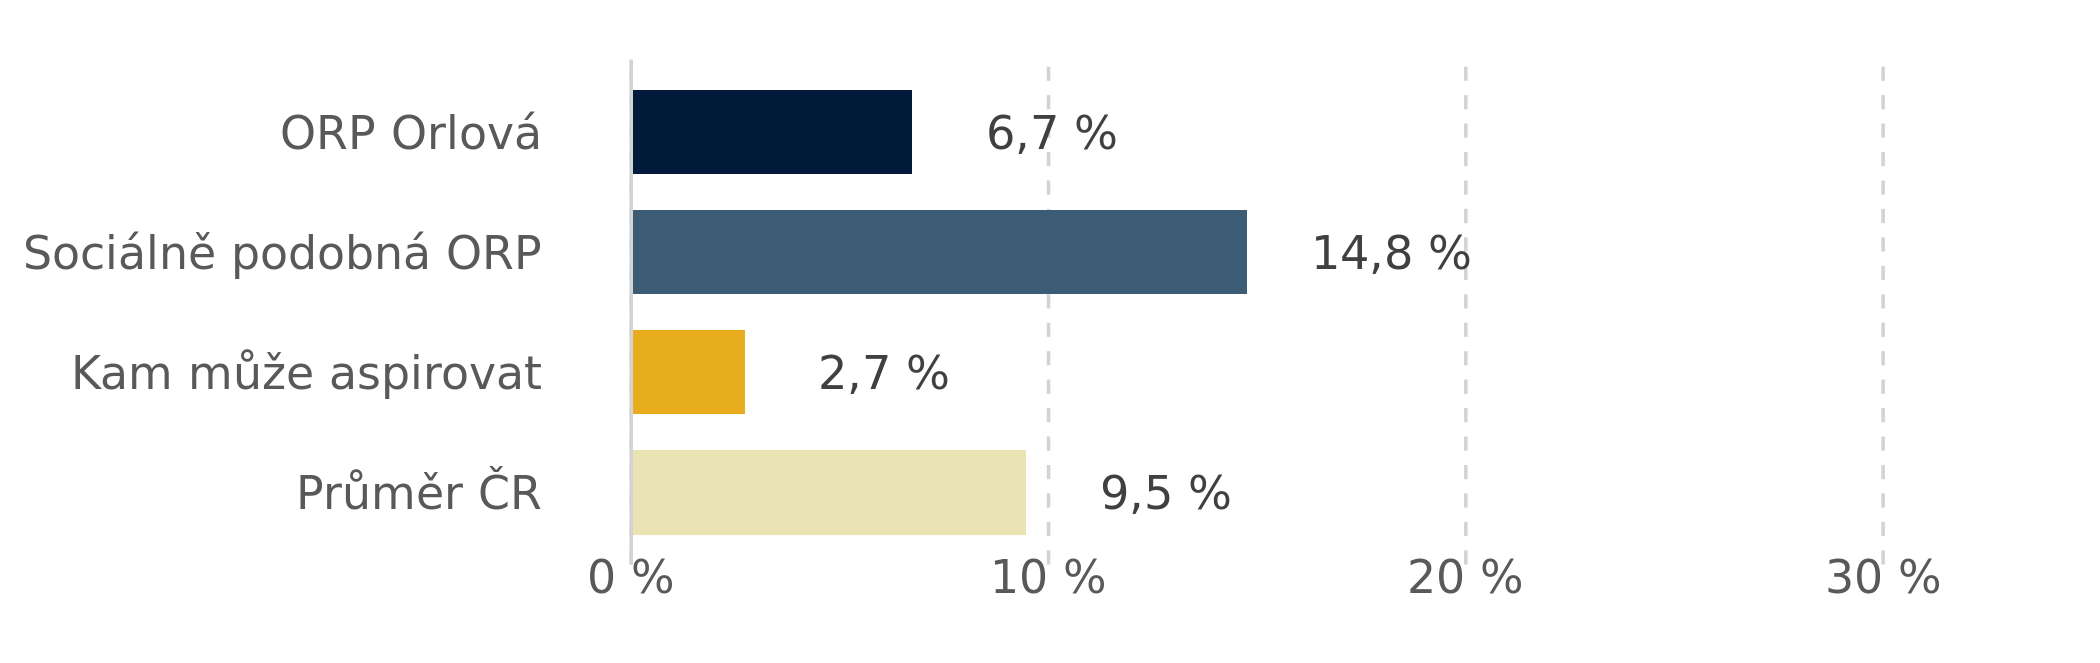 ORP Orlová 6,7 %
Sociálně podobná ORP 14,8 %
Kam může aspirovat 2,7 %
Průměr ČR 9,5 %
0 % 10 % 20 % 30 %